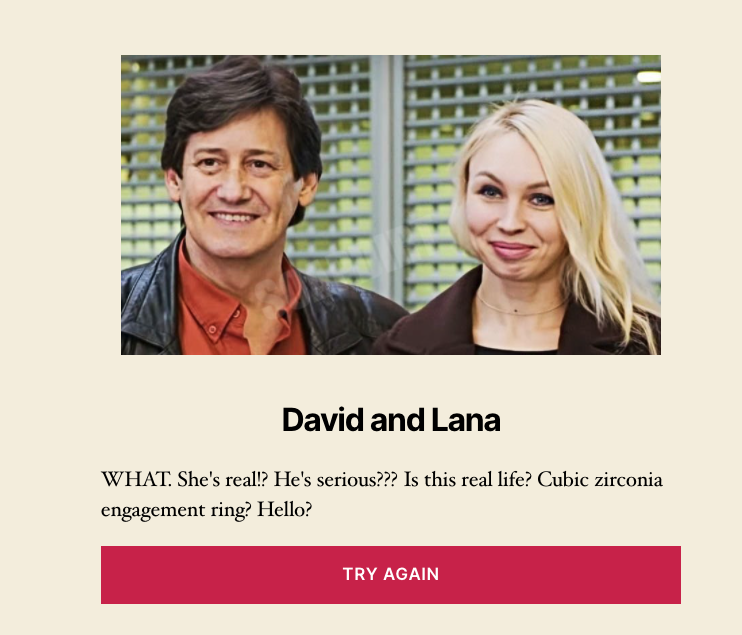 David and Lana
WHAT. She's real!? He's serious??? Is this real life? Cubic zirconia
engagement ring? Hello?
TRY AGAIN